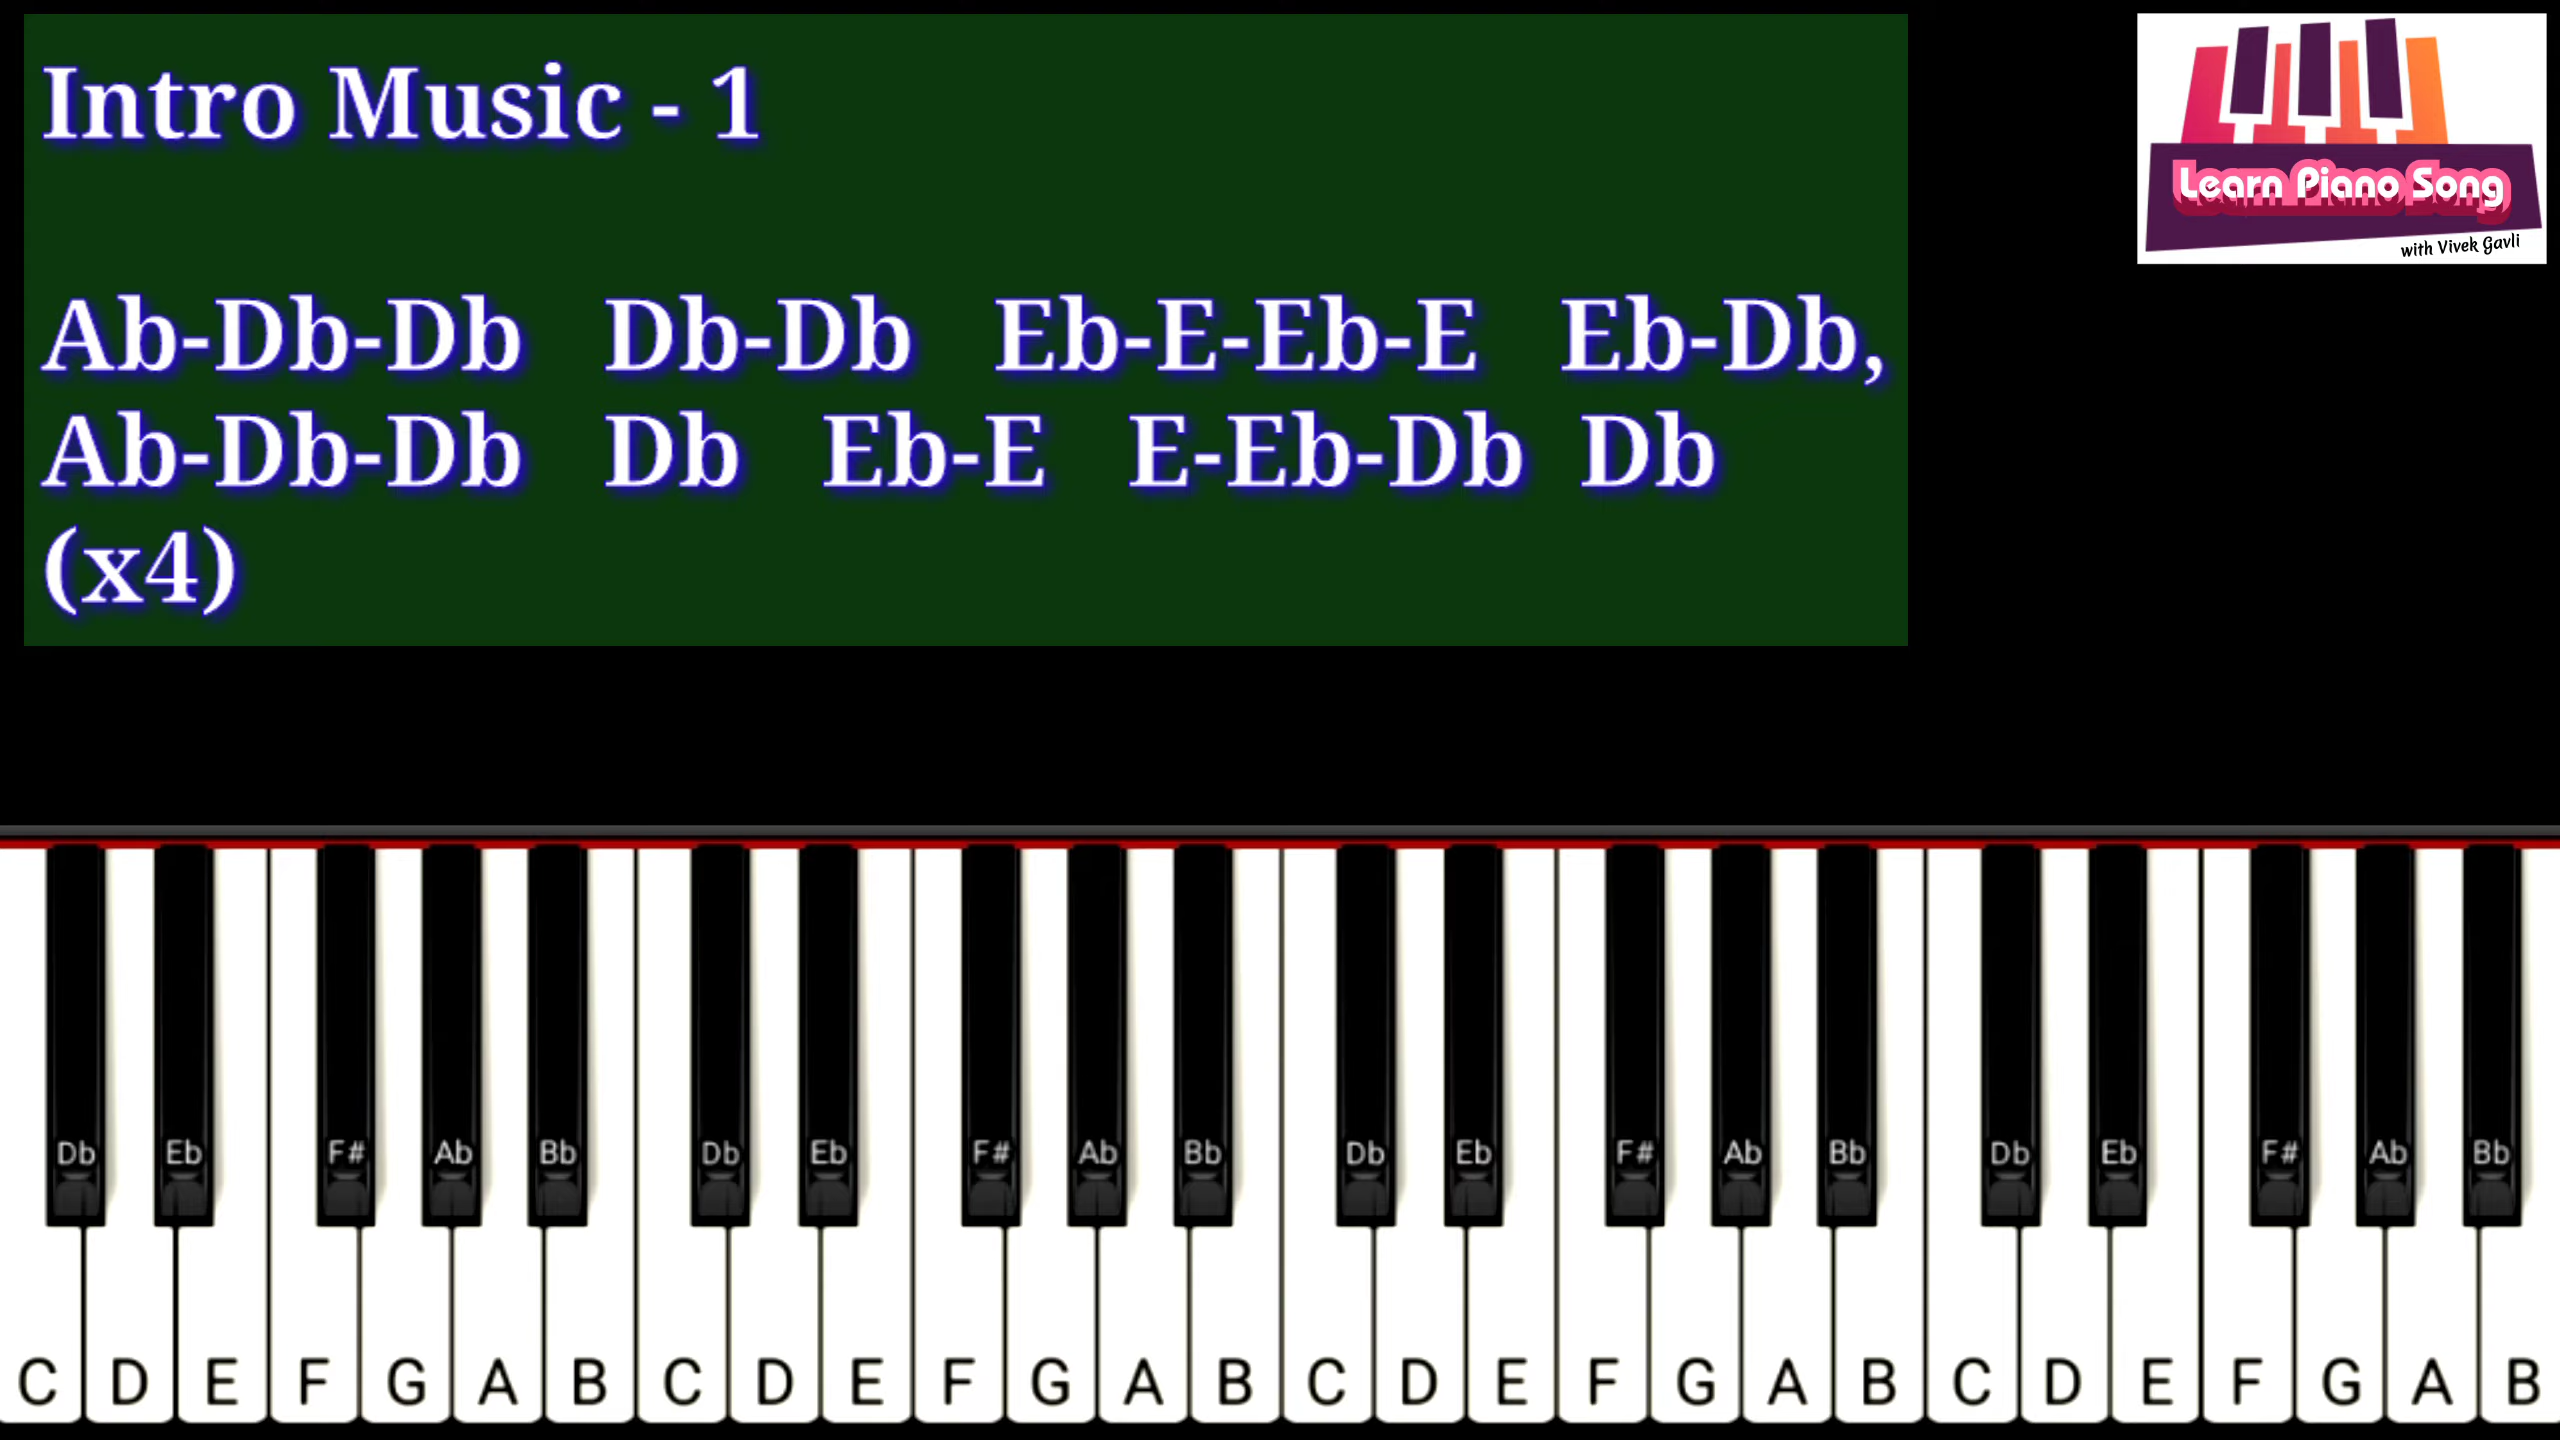 Intro Music - 1
Learn Piano Song
with Vivek Gavli
Ab-Db-Db Db-Db Eb-E-Eb-E Eb-Db,
Ab-Db-Db Db Eb-E E-Eb-Db Db
(x4)
Db Eb F# Ab Bb Db Eb F# Ab Bb Db Eb F# Ab Bb Db Eb F# Ab Bb
C D E F G A B C D E F G A B C D E F G A B C D E F G A B